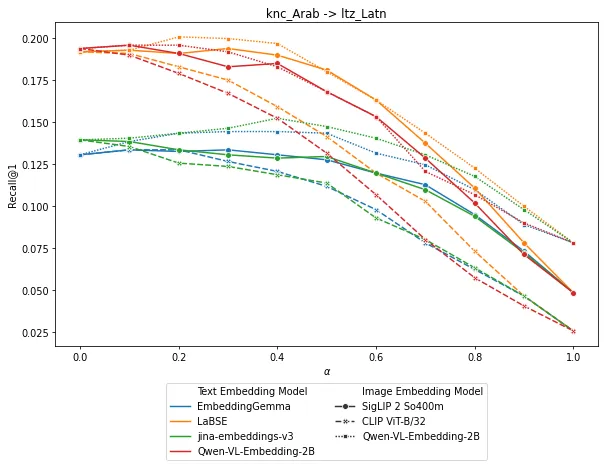 knc_Arab -> ltz_Latn
Recall@1
0.200
0.175
0.150
0.125
0.100
0.075
0.050
0.025
0.0
0.2
0.4
0.6
0.8
1.0
α
Text Embedding Model
EmbeddingGemma
LaBSE
jina-embeddings-v3
Qwen-VL-Embedding-2B
Image Embedding Model
SigLIP 2 So400m
CLIP ViT-B/32
Qwen-VL-Embedding-2B